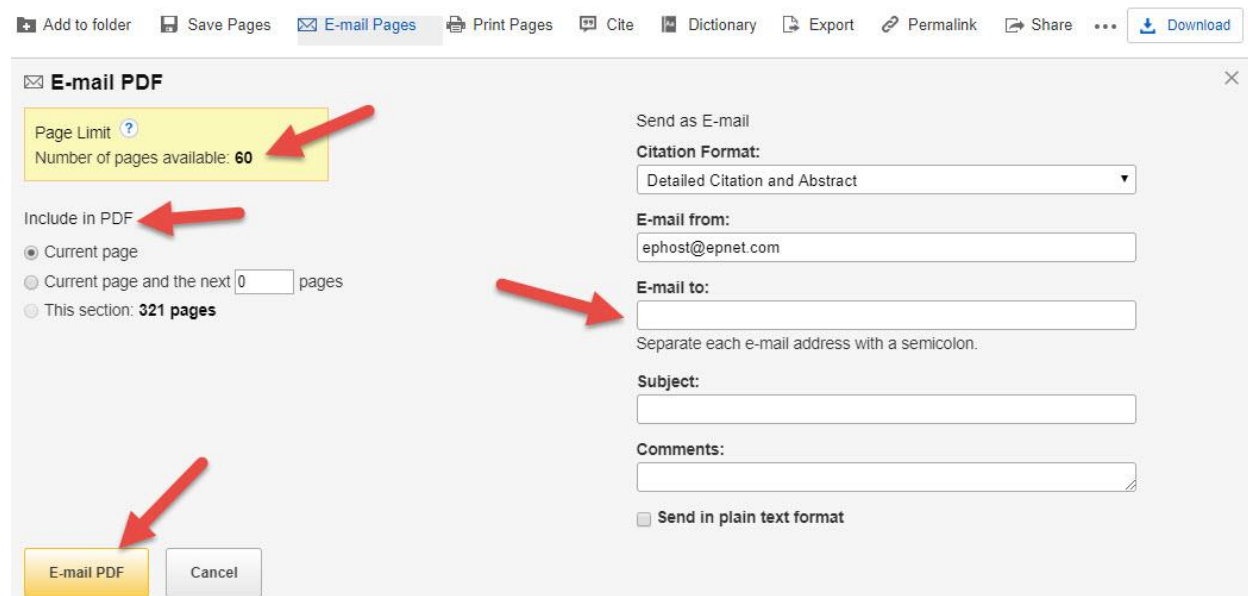 Add to folder Save Pages E-mail Pages Print Pages Cite Dictionary Export Permalink Share ... Download
E-mail PDF
Page Limit ?
Number of pages available: 60
Include in PDF
Current page
Current page and the next 0 pages
This section: 321 pages
Send as E-mail
Citation Format:
Detailed Citation and Abstract
E-mail from:
ephost@epnet.com
E-mail to:
Separate each e-mail address with a semicolon.
Subject:
Comments:
Send in plain text format
E-mail PDF Cancel